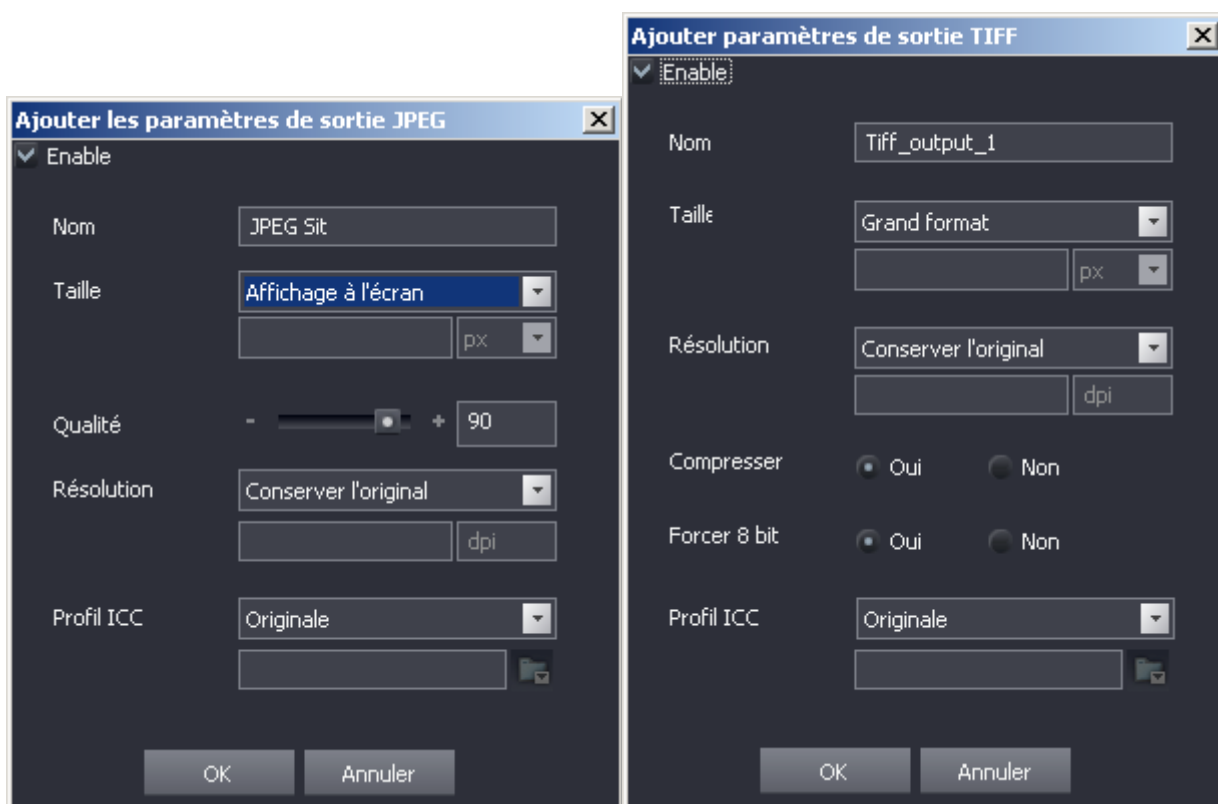 Ajouter les paramètres de sortie JPEG
Enable
Nom JPEG Sit
Taille Affichage à l'écran
px
Qualité - + 90
Résolution Conserver l'original
dpi
Profil ICC Originale
OK Annuler
Ajouter paramètres de sortie TIFF
Enable
Nom Tiff_output_1
Taille Grand format
px
Résolution Conserver l'original
dpi
Compresser Oui Non
Forcer 8 bit Oui Non
Profil ICC Originale
OK Annuler